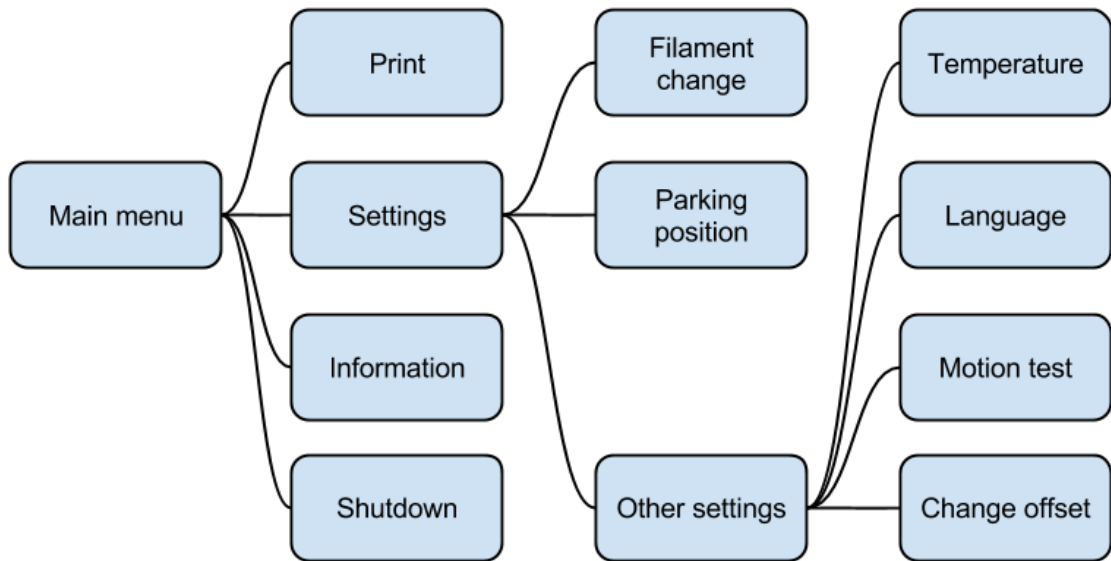 Print
Filament
change
Temperature
Main menu
Settings
Parking
position
Language
Information
Motion test
Shutdown
Other settings
Change offset